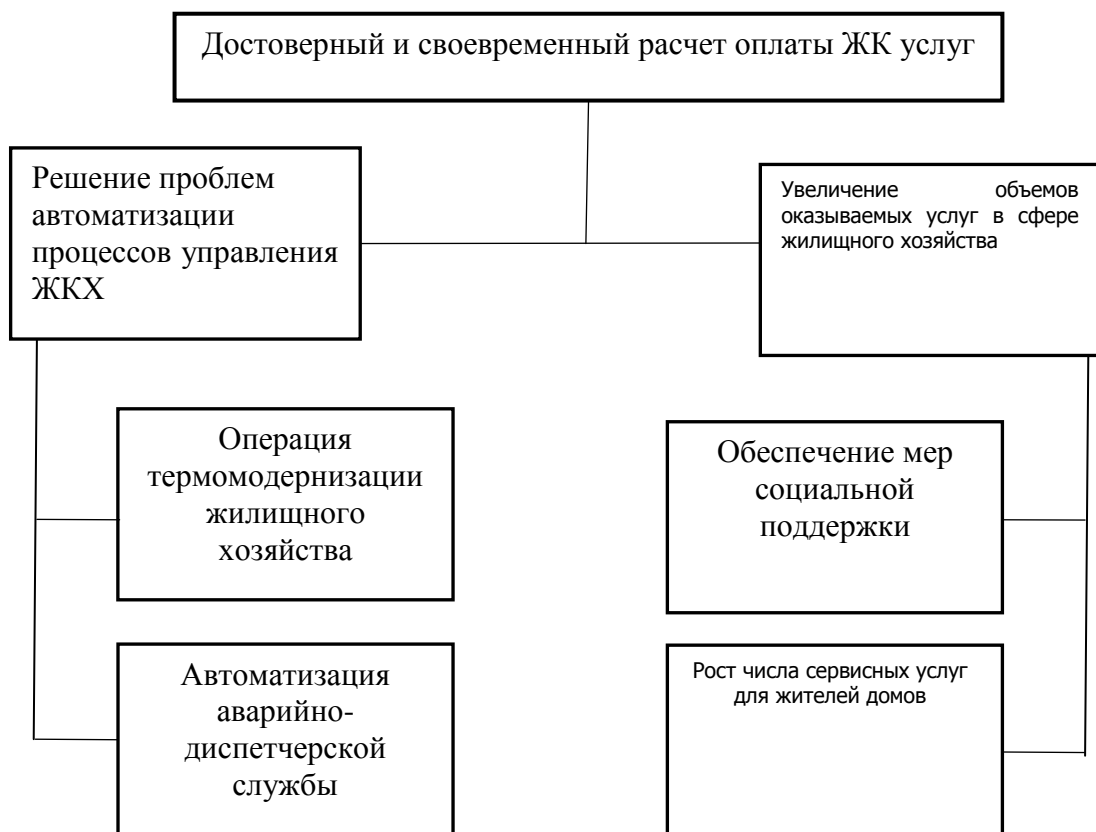 Достоверный и своевременный расчет оплаты ЖК услуг
Решение проблем
автоматизации
процессов управления
ЖКХ
Увеличение объемов
оказываемых услуг в сфере
жилищного хозяйства
Операция
термомодернизации
жилищного
хозяйства
Обеспечение мер
социальной
поддержки
Автоматизация
аварийно-
диспетчерской
службы
Рост числа сервисных услуг
для жителей домов